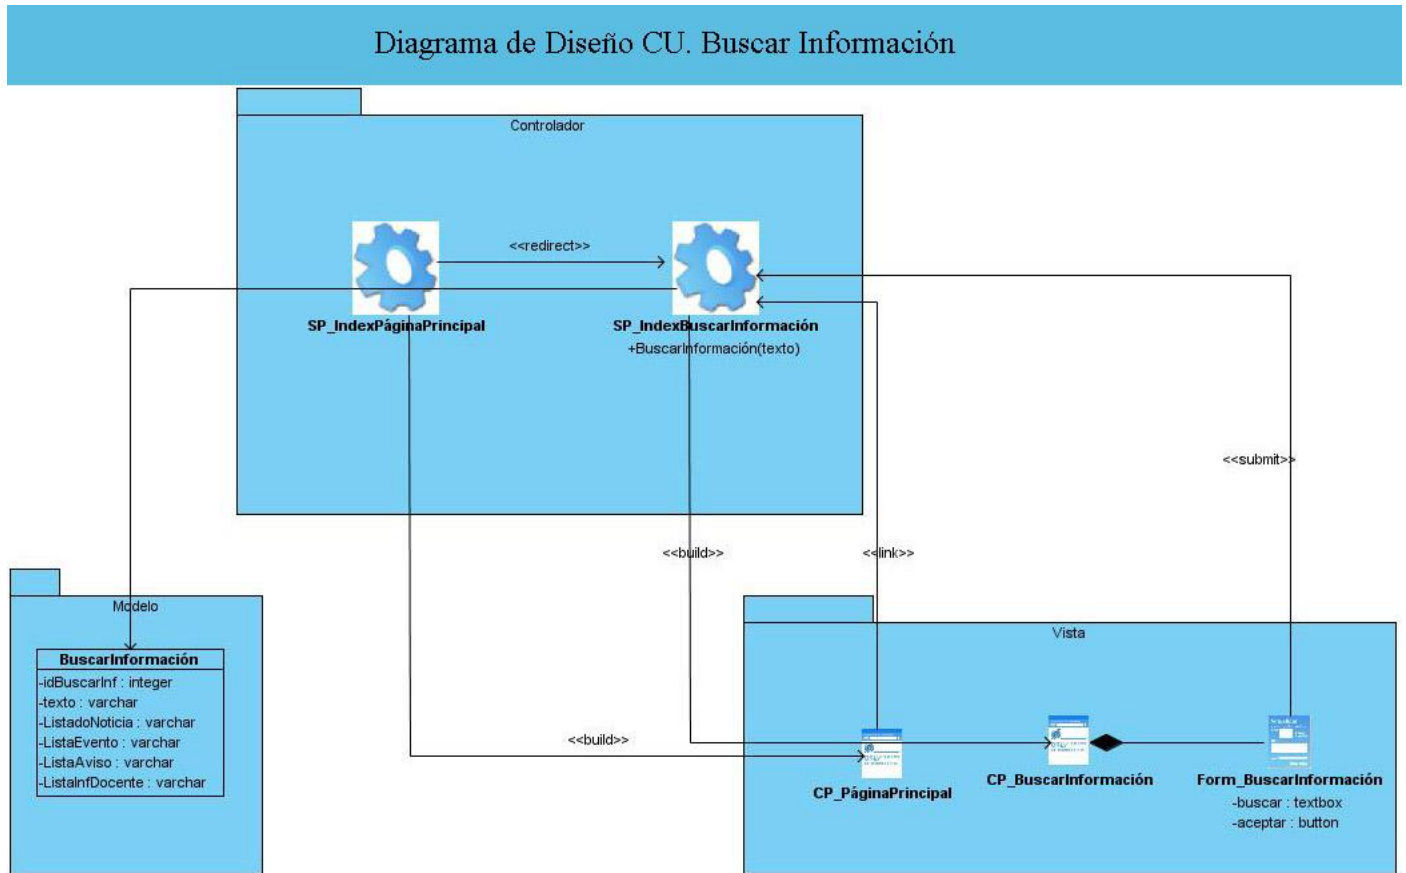 Diagrama de Diseño CU. Buscar Información
Controlador
<<redirect>>
SP_IndexPáginaPrincipal
SP_IndexBuscarInformación
+BuscarInformación(texto)
<<submit>>
<<build>>
<<link>>
Modelo
BuscarInformación
-idBuscarInf : integer
-texto : varchar
-ListadoNoticia : varchar
-ListaEvento : varchar
-ListaAviso : varchar
-ListaInfDocente : varchar
<<build>>
Vista
CP_PáginaPrincipal
CP_BuscarInformación
Form_BuscarInformación
-buscar : textbox
-aceptar : button